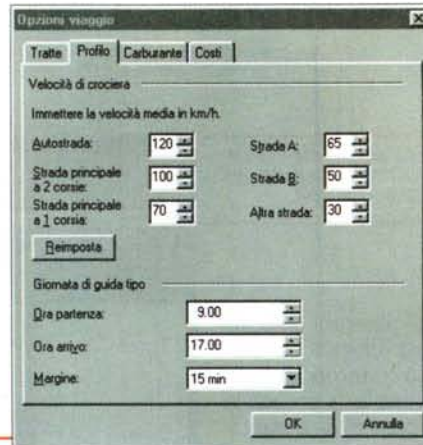 Opzioni viaggio
Tratte Profilo Carburante Costi
Velocità di crociera
Immettere la velocità media in km/h.
Autostrada: 120 Strada A: 65
Strada principale a 2 corsie: 100 Strada B: 50
Strada principale a 1 corsia: 70 Altra strada: 30
Reimposta
Giornata di guida tipo
Ora partenza: 9.00
Ora arrivo: 17.00
Margine: 15 min
OK Annulla